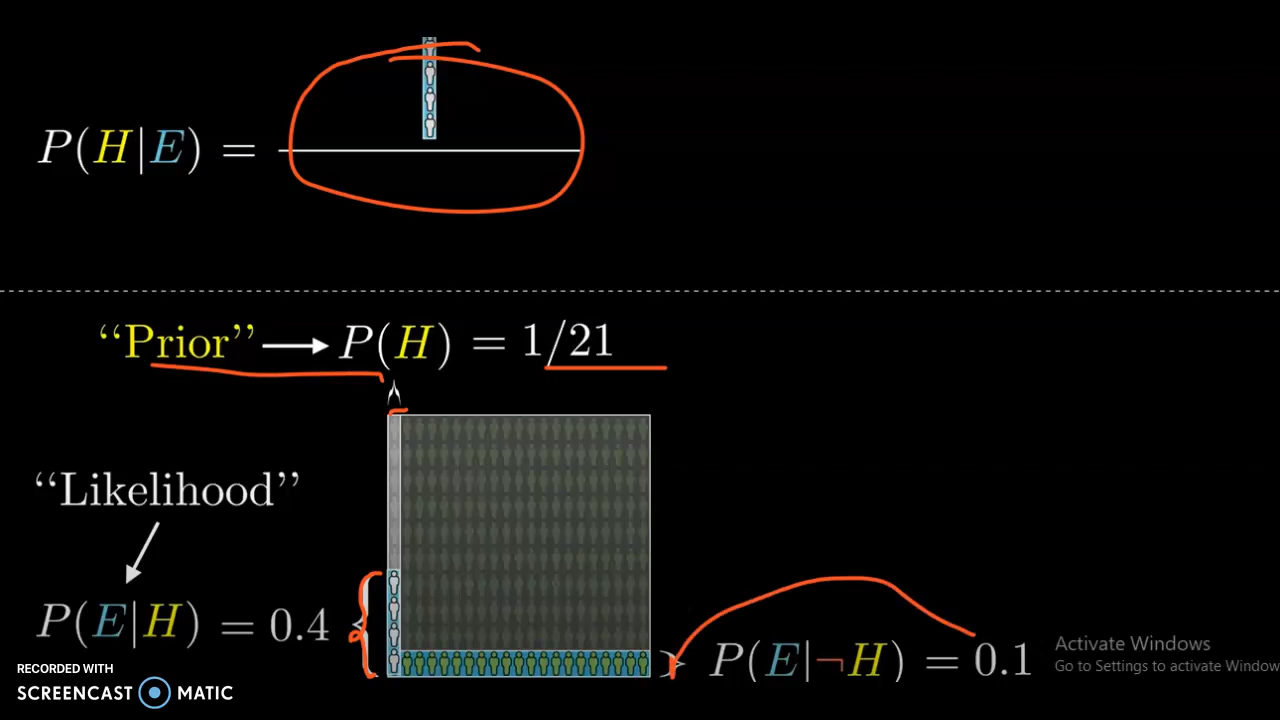 P(H|E) =
“Prior” → P(H) = 1/21
“Likelihood”
P(E|H) = 0.4
P(E|¬H) = 0.1
Activate Windows
Go to Settings to activate Window
RECORDED WITH
SCREENCAST MATIC